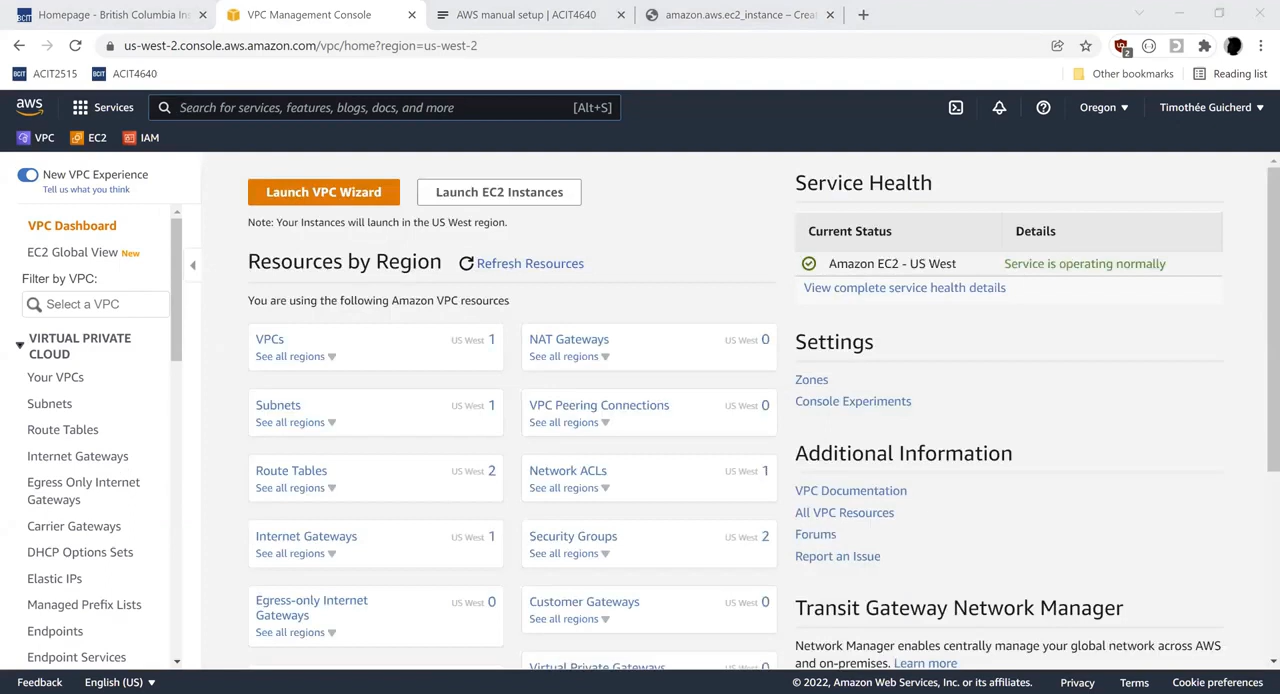 Homepage - British Columbia Ins
VPC Management Console
AWS manual setup | ACIT4640
amazon.aws.ec2_instance – Crea
us-west-2.console.aws.amazon.com/vpc/home?region=us-west-2
2
BCIT ACIT2515
BCIT ACIT4640
Other bookmarks
Reading list
aws
Services
Search for services, features, blogs, docs, and more
[Alt+S]
Oregon
Timothée Guicherd
VPC
EC2
IAM
New VPC Experience
Tell us what you think
VPC Dashboard
EC2 Global View New
Filter by VPC:
Select a VPC
VIRTUAL PRIVATE
CLOUD
Your VPCs
Subnets
Route Tables
Internet Gateways
Egress Only Internet
Gateways
Carrier Gateways
DHCP Options Sets
Elastic IPs
Managed Prefix Lists
Endpoints
Endpoint Services
Launch VPC Wizard
Launch EC2 Instances
Note: Your Instances will launch in the US West region.
Resources by Region
Refresh Resources
You are using the following Amazon VPC resources
VPCs US West 1
See all regions
NAT Gateways US West 0
See all regions
Subnets US West 1
See all regions
VPC Peering Connections US West 0
See all regions
Route Tables US West 2
See all regions
Network ACLs US West 1
See all regions
Internet Gateways US West 1
See all regions
Security Groups US West 2
See all regions
Egress-only Internet US West 0
Gateways
See all regions
Customer Gateways US West 0
See all regions
Virtual Private Gateways US West 0
Service Health
Current Status
Details
Amazon EC2 - US West
Service is operating normally
View complete service health details
Settings
Zones
Console Experiments
Additional Information
VPC Documentation
All VPC Resources
Forums
Report an Issue
Transit Gateway Network Manager
Network Manager enables centrally manage your global network across AWS
and on-premises. Learn more
Feedback
English (US)
© 2022, Amazon Web Services, Inc. or its affiliates.
Privacy
Terms
Cookie preferences